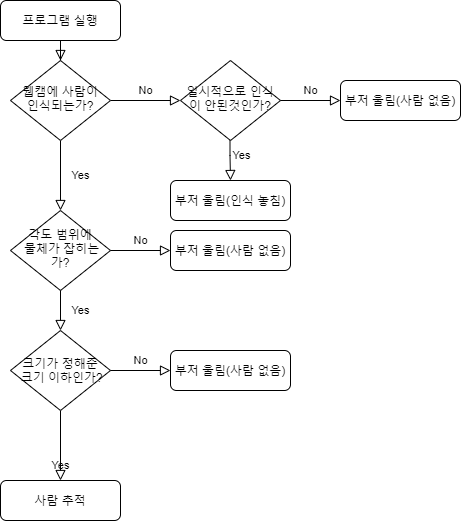 프로그램 실행
웹캠에 사람이
인식되는가?
No
일시적으로 인식
이 안된것인가?
No
부저 울림(사람 없음)
Yes
부저 울림(인식 놓침)
Yes
각도 범위에
물체가 잡히는
가?
No
부저 울림(사람 없음)
Yes
크기가 정해준
크기 이하인가?
No
부저 울림(사람 없음)
Yes
사람 추적